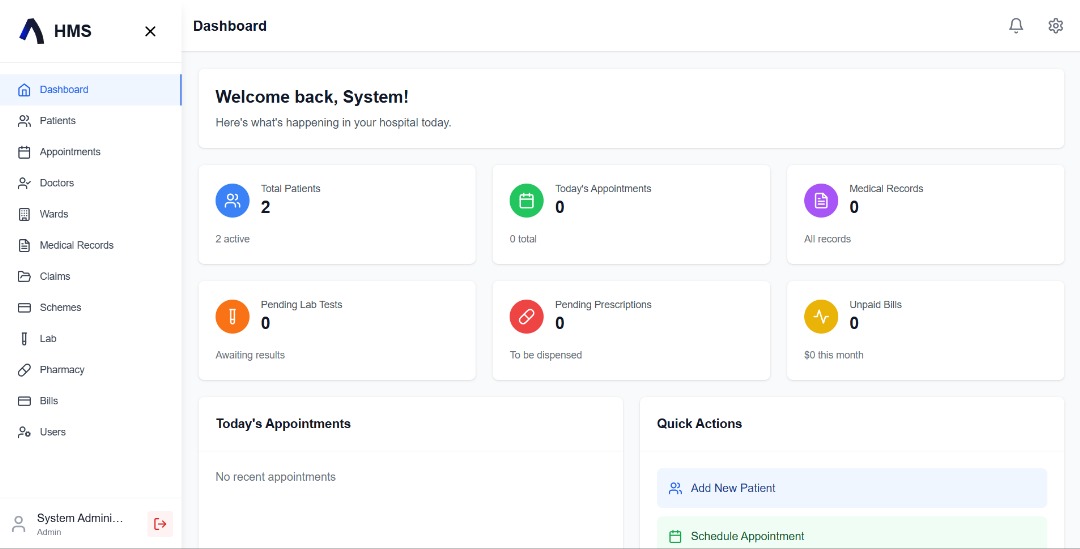 HMS
Dashboard
Patients
Appointments
Doctors
Wards
Medical Records
Claims
Schemes
Lab
Pharmacy
Bills
Users
System Admini...
Admin
Dashboard
Welcome back, System!
Here's what's happening in your hospital today.
Total Patients
2
2 active
Today's Appointments
0
0 total
Medical Records
0
All records
Pending Lab Tests
0
Awaiting results
Pending Prescriptions
0
To be dispensed
Unpaid Bills
0
$0 this month
Today's Appointments
No recent appointments
Quick Actions
Add New Patient
Schedule Appointment